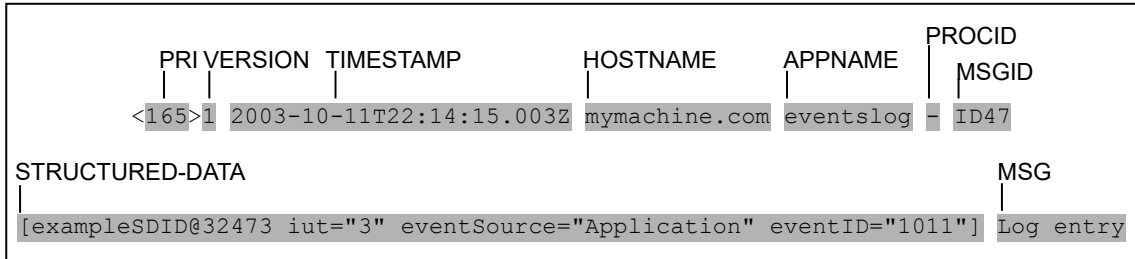 PROCID
PRI VERSION TIMESTAMP HOSTNAME APPNAME
MSGID
<165>1 2003-10-11T22:14:15.003Z mymachine.com eventslog - ID47
STRUCTURED-DATA MSG
[exampleSDID@32473 iut="3" eventSource="Application" eventID="1011"] Log entry